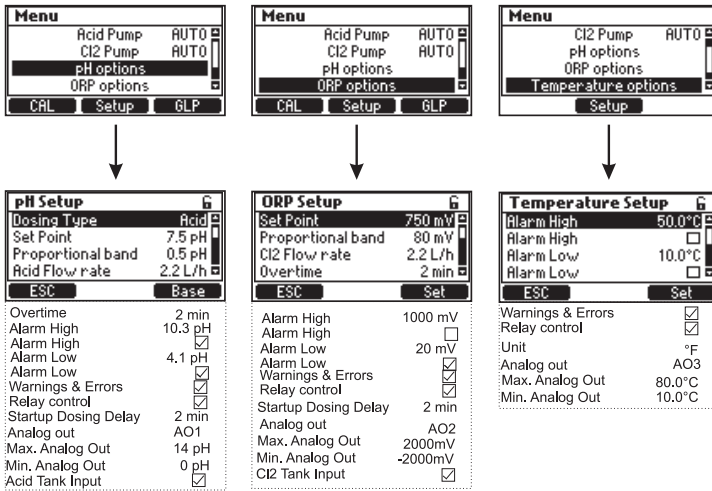 Menu
Acid Pump AUTO
Cl2 Pump AUTO
pH options
ORP options
CAL Setup GLP
Menu
Acid Pump AUTO
Cl2 Pump AUTO
pH options
ORP options
CAL Setup GLP
Menu
Cl2 Pump AUTO
pH options
ORP options
Temperature options
Setup
pH Setup
Dosing Type Acid
Set Point 7.5 pH
Proportional band 0.5 pH
Acid Flow rate 2.2 L/h
ESC Base
Overtime 2 min
Alarm High 10.3 pH
Alarm High
Alarm Low 4.1 pH
Alarm Low
Warnings & Errors
Relay control
Startup Dosing Delay 2 min
Analog out AO1
Max. Analog Out 14 pH
Min. Analog Out 0 pH
Acid Tank Input
ORP Setup
Set Point 750 mV
Proportional band 80 mV
Cl2 Flow rate 2.2 L/h
Overtime 2 min
ESC Set
Alarm High 1000 mV
Alarm High
Alarm Low 20 mV
Alarm Low
Warnings & Errors
Relay control
Startup Dosing Delay 2 min
Analog out AO2
Max. Analog Out 2000mV
Min. Analog Out -2000mV
Cl2 Tank Input
Temperature Setup
Alarm High 50.0°C
Alarm High
Alarm Low 10.0°C
Alarm Low
ESC Set
Warnings & Errors
Relay control
Unit °F
Analog out AO3
Max. Analog Out 80.0°C
Min. Analog Out 10.0°C